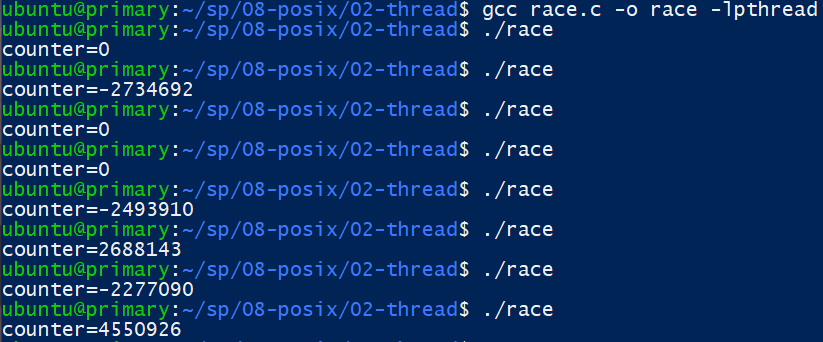 ubuntu@primary:~/sp/08-posix/02-thread$ gcc race.c -o race -lpthread
ubuntu@primary:~/sp/08-posix/02-thread$ ./race
counter=0
ubuntu@primary:~/sp/08-posix/02-thread$ ./race
counter=-2734692
ubuntu@primary:~/sp/08-posix/02-thread$ ./race
counter=0
ubuntu@primary:~/sp/08-posix/02-thread$ ./race
counter=0
ubuntu@primary:~/sp/08-posix/02-thread$ ./race
counter=-2493910
ubuntu@primary:~/sp/08-posix/02-thread$ ./race
counter=2688143
ubuntu@primary:~/sp/08-posix/02-thread$ ./race
counter=-2277090
ubuntu@primary:~/sp/08-posix/02-thread$ ./race
counter=4550926